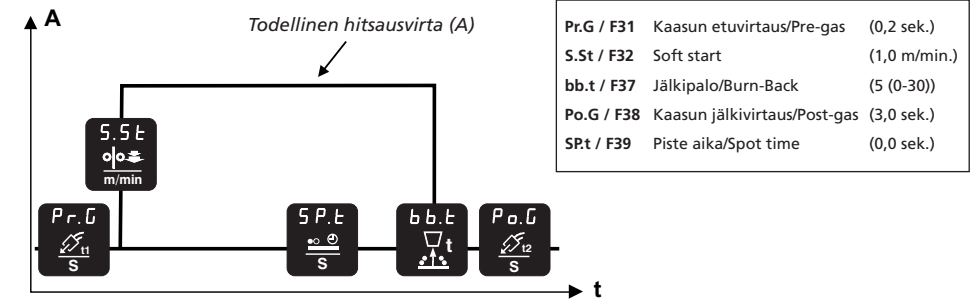 A
Todellinen hitsausvirta (A)
S.St
m/min
Pr.G
t1
S
SP.t
S
bb.t
t
Po.G
t2
S
t
Pr.G / F31 Kaasun etuvirtaus/Pre-gas (0,2 sek.)
S.St / F32 Soft start (1,0 m/min.)
bb.t / F37 Jälkipalo/Burn-Back (5 (0-30))
Po.G / F38 Kaasun jälkivirtaus/Post-gas (3,0 sek.)
SP.t / F39 Piste aika/Spot time (0,0 sek.)